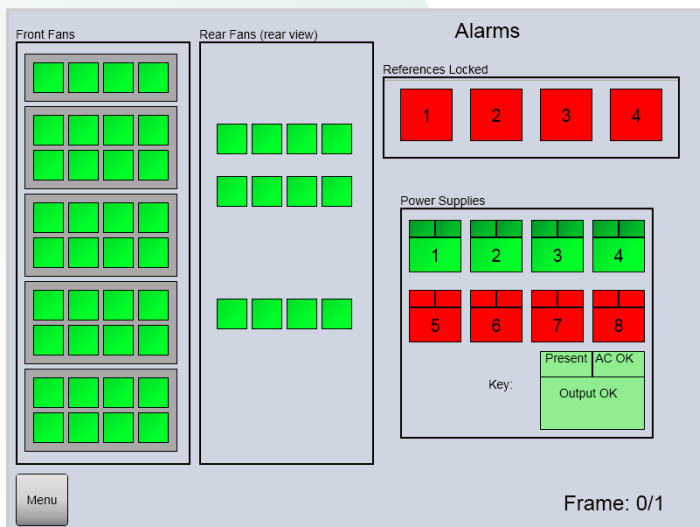 Alarms
Front Fans
Rear Fans (rear view)
References Locked
1 2 3 4
Power Supplies
1 2 3 4
5 6 7 8
Key:
Present AC OK
Output OK
Menu
Frame: 0/1